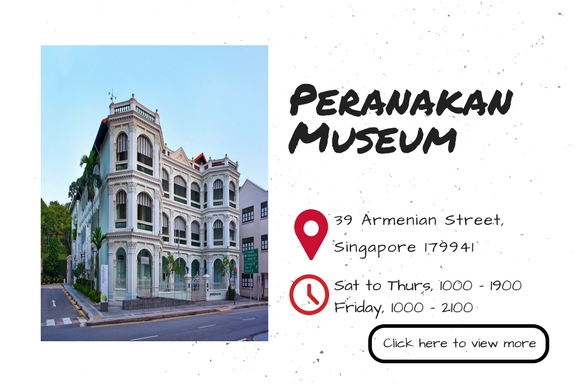 PERANAKAN
MUSEUM
39 Armenian Street,
Singapore 179941
Sat to Thurs, 1000 - 1900
Friday, 1000 - 2100
Click here to view more